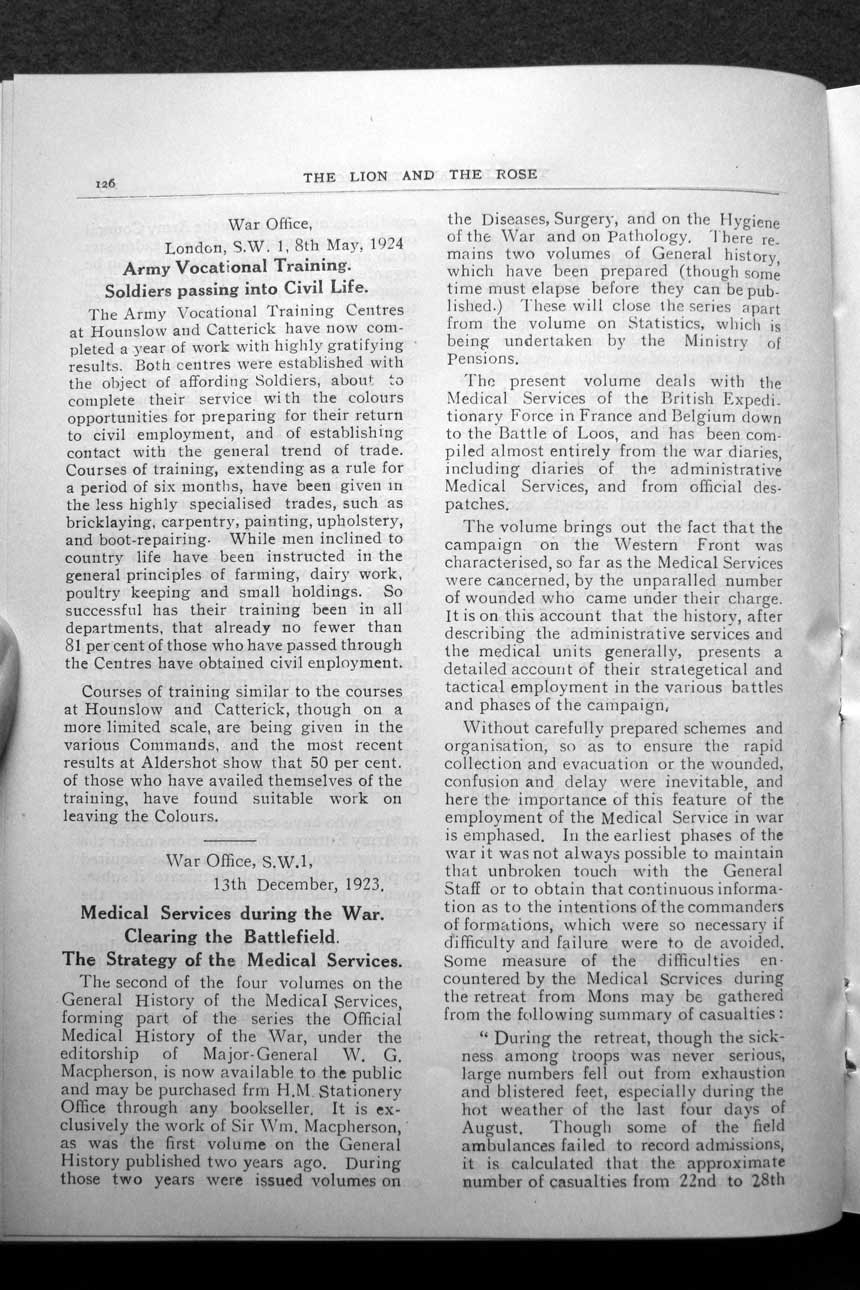 126
THE LION AND THE ROSE
War Office,
London, S.W. 1, 8th May, 1924
Army Vocational Training.
Soldiers passing into Civil Life.
The Army Vocational Training Centres
at Hounslow and Catterick have now com-
pleted a year of work with highly gratifying
results. Both centres were established with
the object of affording Soldiers, about to
complete their service with the colours
opportunities for preparing for their return
to civil employment, and of establishing
contact with the general trend of trade.
Courses of training, extending as a rule for
a period of six months, have been given in
the less highly specialised trades, such as
bricklaying, carpentry, painting, upholstery,
and boot-repairing. While men inclined to
country life have been instructed in the
general principles of farming, dairy work,
poultry keeping and small holdings. So
successful has their training been in all
departments, that already no fewer than
81 per cent of those who have passed through
the Centres have obtained civil enployment.
Courses of training similar to the courses
at Hounslow and Catterick, though on a
more limited scale, are being given in the
various Commands, and the most recent
results at Aldershot show that 50 per cent.
of those who have availed themselves of the
training, have found suitable work on
leaving the Colours.
War Office, S.W.1,
13th December, 1923.
Medical Services during the War.
Clearing the Battlefield.
The Strategy of the Medical Services.
The second of the four volumes on the
General History of the Medical Services,
forming part of the series the Official
Medical History of the War, under the
editorship of Major-General W. G.
Macpherson, is now available to the public
and may be purchased frm H.M. Stationery
Office through any bookseller. It is ex-
clusively the work of Sir Wm. Macpherson,
as was the first volume on the General
History published two years ago. During
those two years were issued volumes on
the Diseases, Surgery, and on the Hygiene
of the War and on Pathology. There re-
mains two volumes of General history,
which have been prepared (though some
time must elapse before they can be pub-
lished.) These will close the series apart
from the volume on Statistics, which is
being undertaken by the Ministry of
Pensions.
The present volume deals with the
Medical Services of the British Expedi-
tionary Force in France and Belgium down
to the Battle of Loos, and has been com-
piled almost entirely from the war diaries,
including diaries of the administrative
Medical Services, and from official des-
patches.
The volume brings out the fact that the
campaign on the Western Front was
characterised, so far as the Medical Services
were cancerned, by the unparalled number
of wounded who came under their charge.
It is on this account that the history, after
describing the administrative services and
the medical units generally, presents a
detailed account of their strategetical and
tactical employment in the various battles
and phases of the campaign,
Without carefully prepared schemes and
organisation, so as to ensure the rapid
collection and evacuation or the wounded,
confusion and delay were inevitable, and
here the importance of this feature of the
employment of the Medical Service in war
is emphased. In the earliest phases of the
war it was not always possible to maintain
that unbroken touch with the General
Staff or to obtain that continuous informa-
tion as to the intentions of the commanders
of formations, which were so necessary if
difficulty and failure were to de avoided.
Some measure of the difficulties en-
countered by the Medical Services during
the retreat from Mons may be gathered
from the following summary of casualties:
“ During the retreat, though the sick-
ness among troops was never serious,
large numbers fell out from exhaustion
and blistered feet, especially during the
hot weather of the last four days of
August. Though some of the field
ambulances failed to record admissions,
it is calculated that the approximate
number of casualties from 22nd to 28th